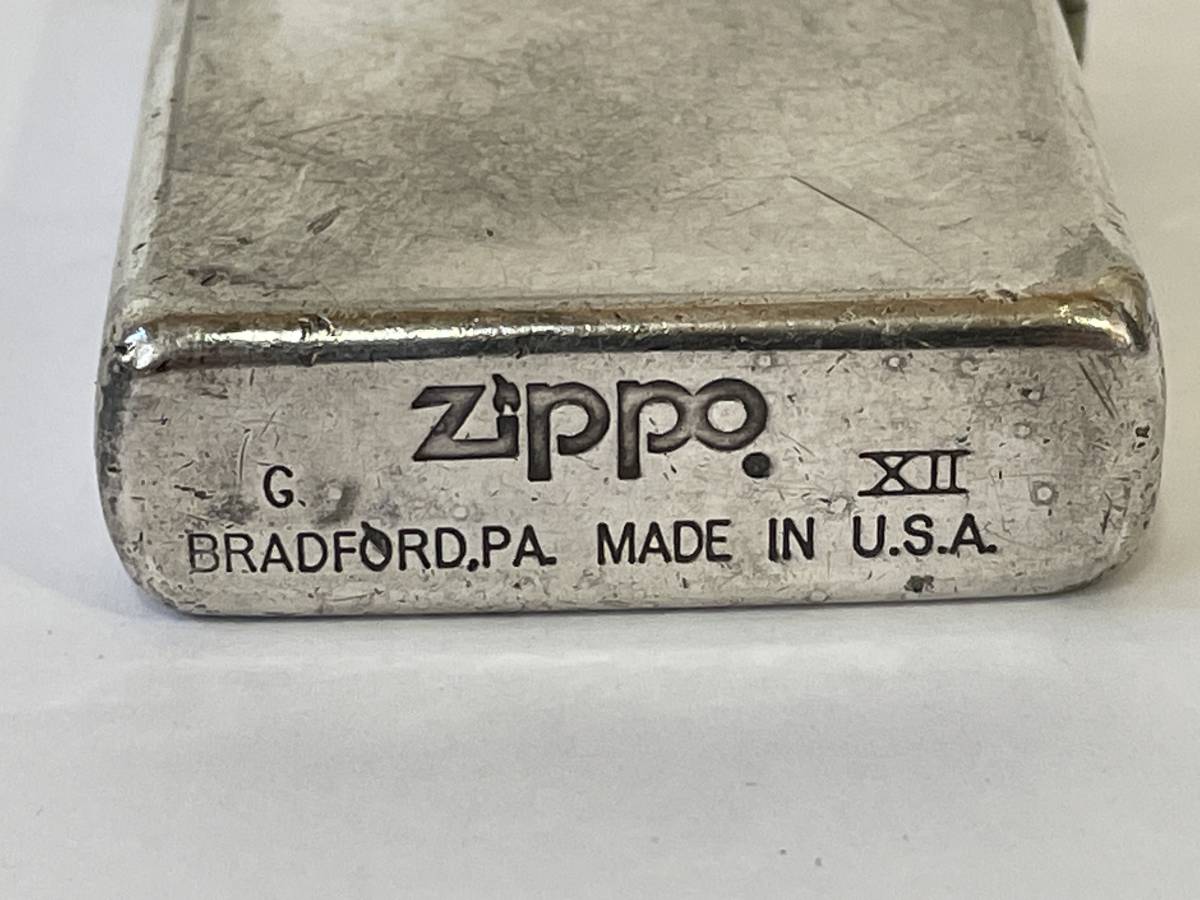 zippo
G. XII
BRADFORD,PA. MADE IN U.S.A.